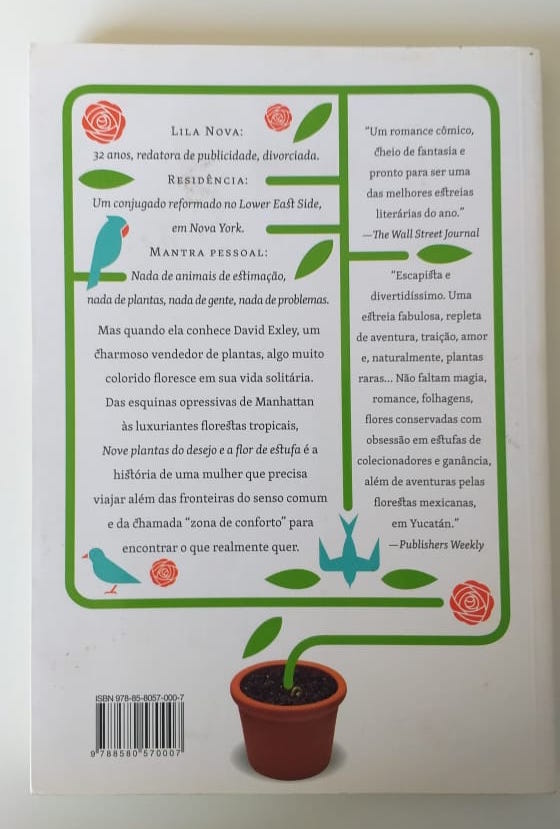 Lila Nova:
32 anos, redatora de publicidade, divorciada.
Residência:
Um conjugado reformado no Lower East Side,
em Nova York.
Mantra pessoal:
Nada de animais de estimação,
nada de plantas, nada de gente, nada de problemas.
Mas quando ela conhece David Exley, um
charmoso vendedor de plantas, algo muito
colorido floresce em sua vida solitária.
Das esquinas opressivas de Manhattan
às luxuriantes florestas tropicais,
Nove plantas do desejo e a flor de estufa é a
história de uma mulher que precisa
viajar além das fronteiras do senso comum
e da chamada “zona de conforto” para
encontrar o que realmente quer.
“Um romance cômico,
cheio de fantasia e
pronto para ser uma
das melhores estreias
literárias do ano.”
—The Wall Street Journal
“Escapista e
divertidíssimo. Uma
estreia fabulosa, repleta
de aventura, traição, amor
e, naturalmente, plantas
raras... Não faltam magia,
romance, folhagens,
flores conservadas com
obsessão em estufas de
colecionadores e ganância,
além de aventuras pelas
florestas mexicanas,
em Yucatán.”
—Publishers Weekly
ISBN 978-85-8057-000-7
9 788580 570007